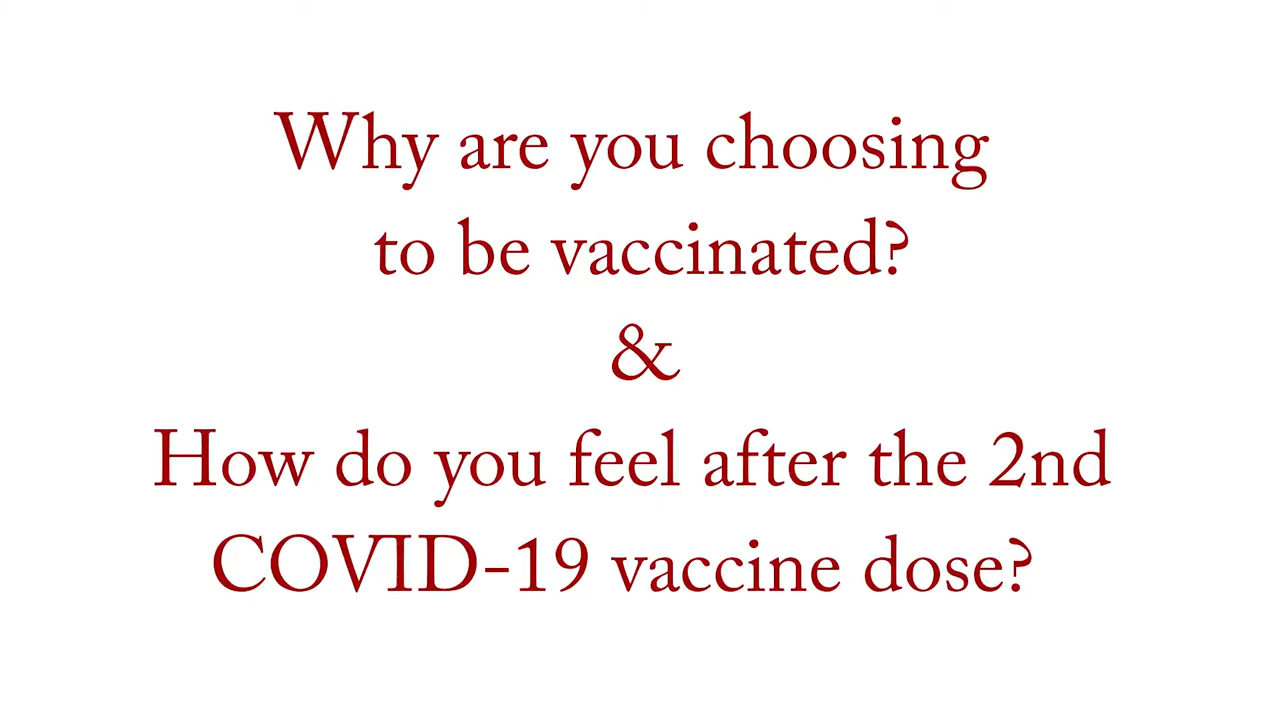 Why are you choosing
to be vaccinated?
&
How do you feel after the 2nd
COVID-19 vaccine dose?